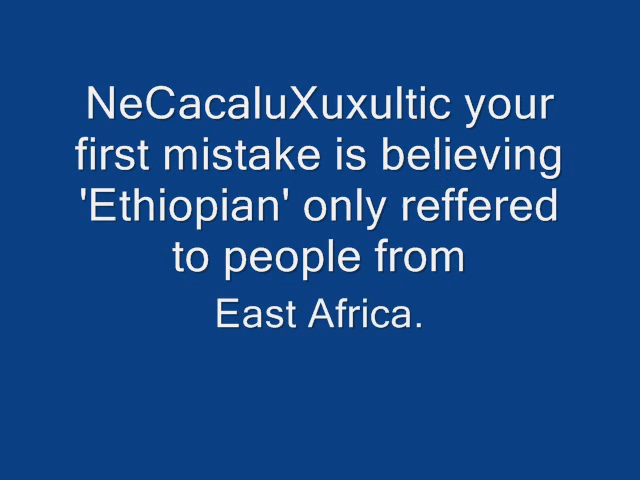 NeCacaluXuxultic your
first mistake is believing
'Ethiopian' only reffered
to people from
East Africa.